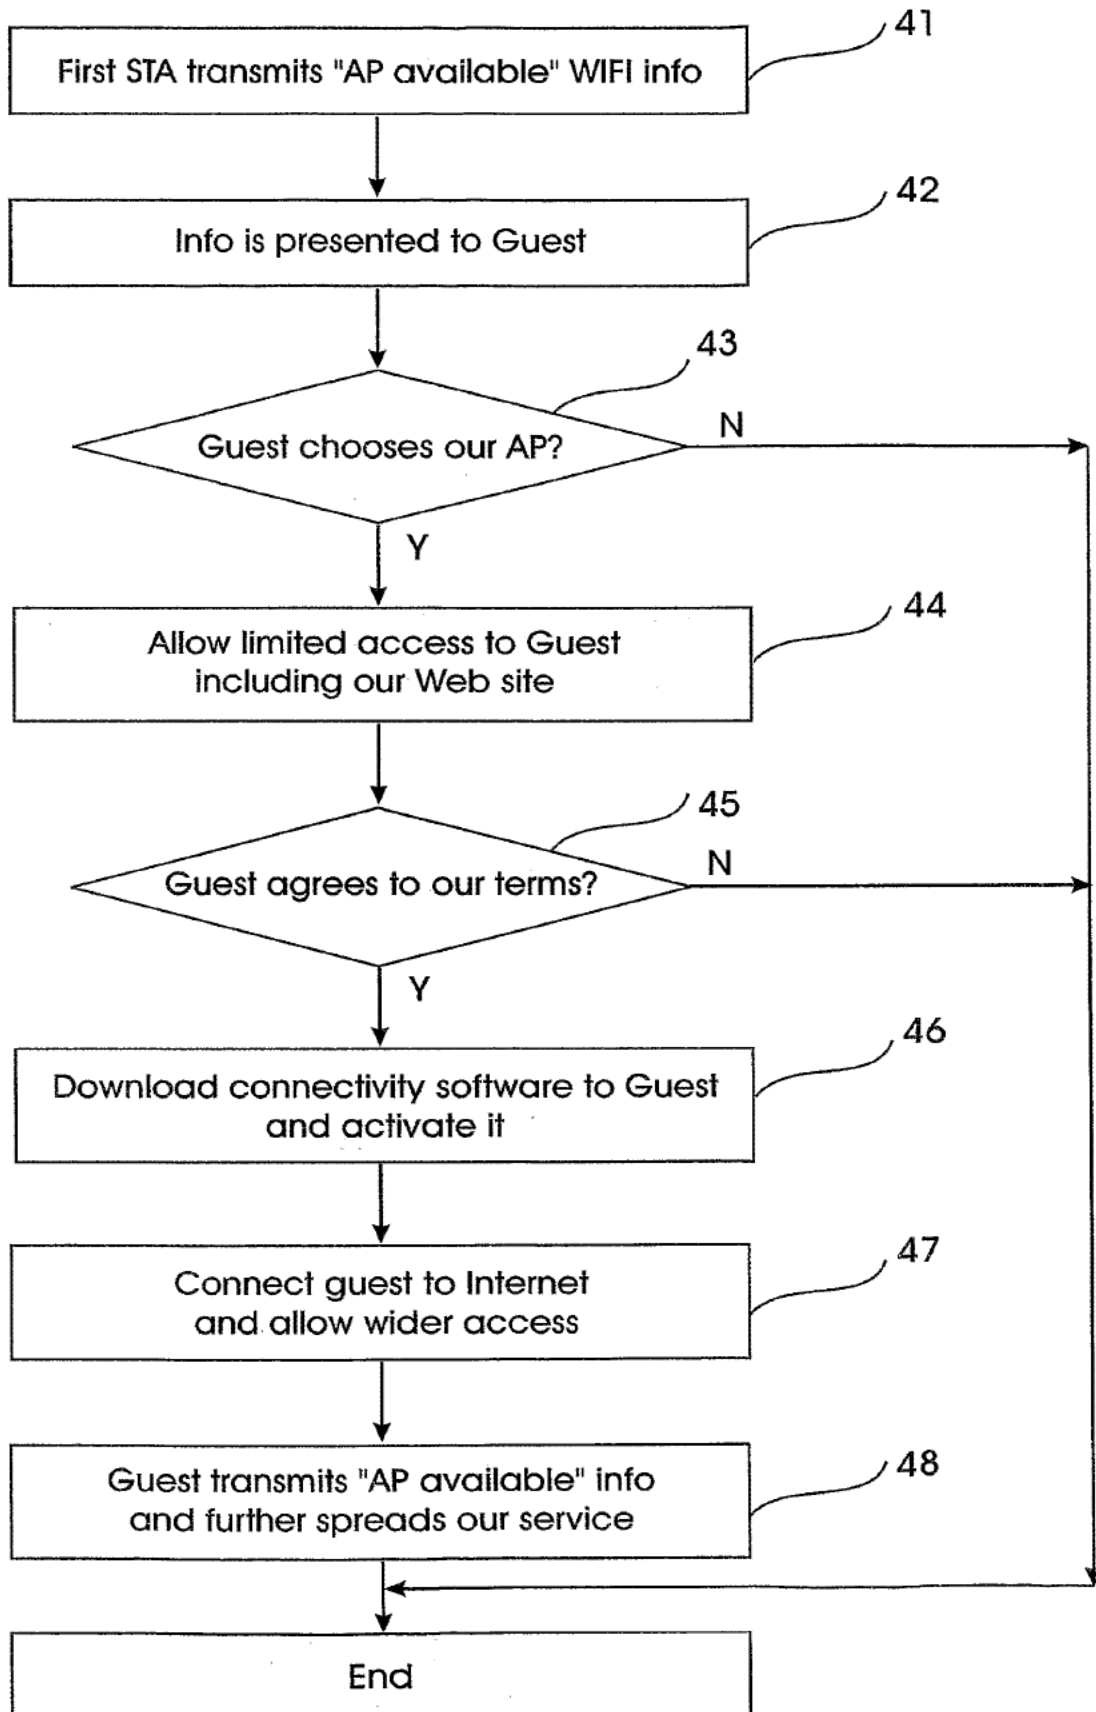 41
First STA transmits "AP available" WIFI info
42
Info is presented to Guest
43
Guest chooses our AP?
N
Y
44
Allow limited access to Guest
including our Web site
45
Guest agrees to our terms?
N
Y
46
Download connectivity software to Guest
and activate it
47
Connect guest to Internet
and allow wider access
48
Guest transmits "AP available" info
and further spreads our service
End